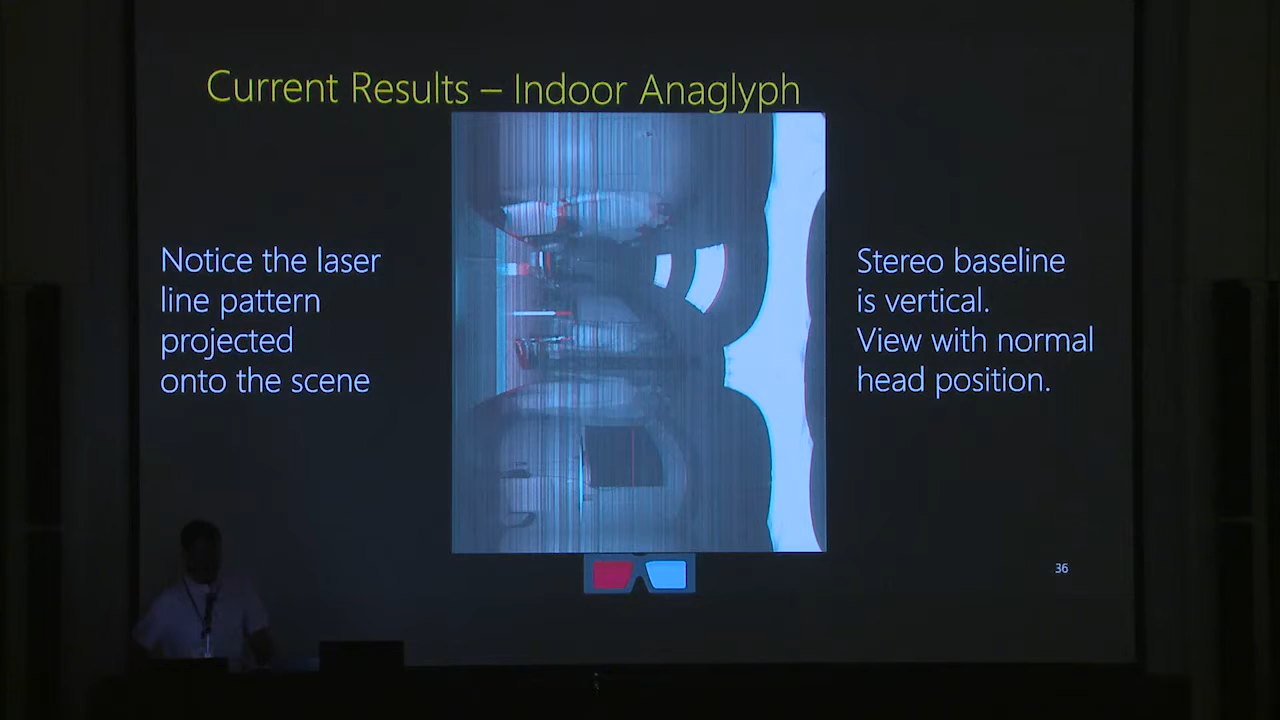 Current Results – Indoor Anaglyph
Notice the laser
line pattern
projected
onto the scene
Stereo baseline
is vertical.
View with normal
head position.
36